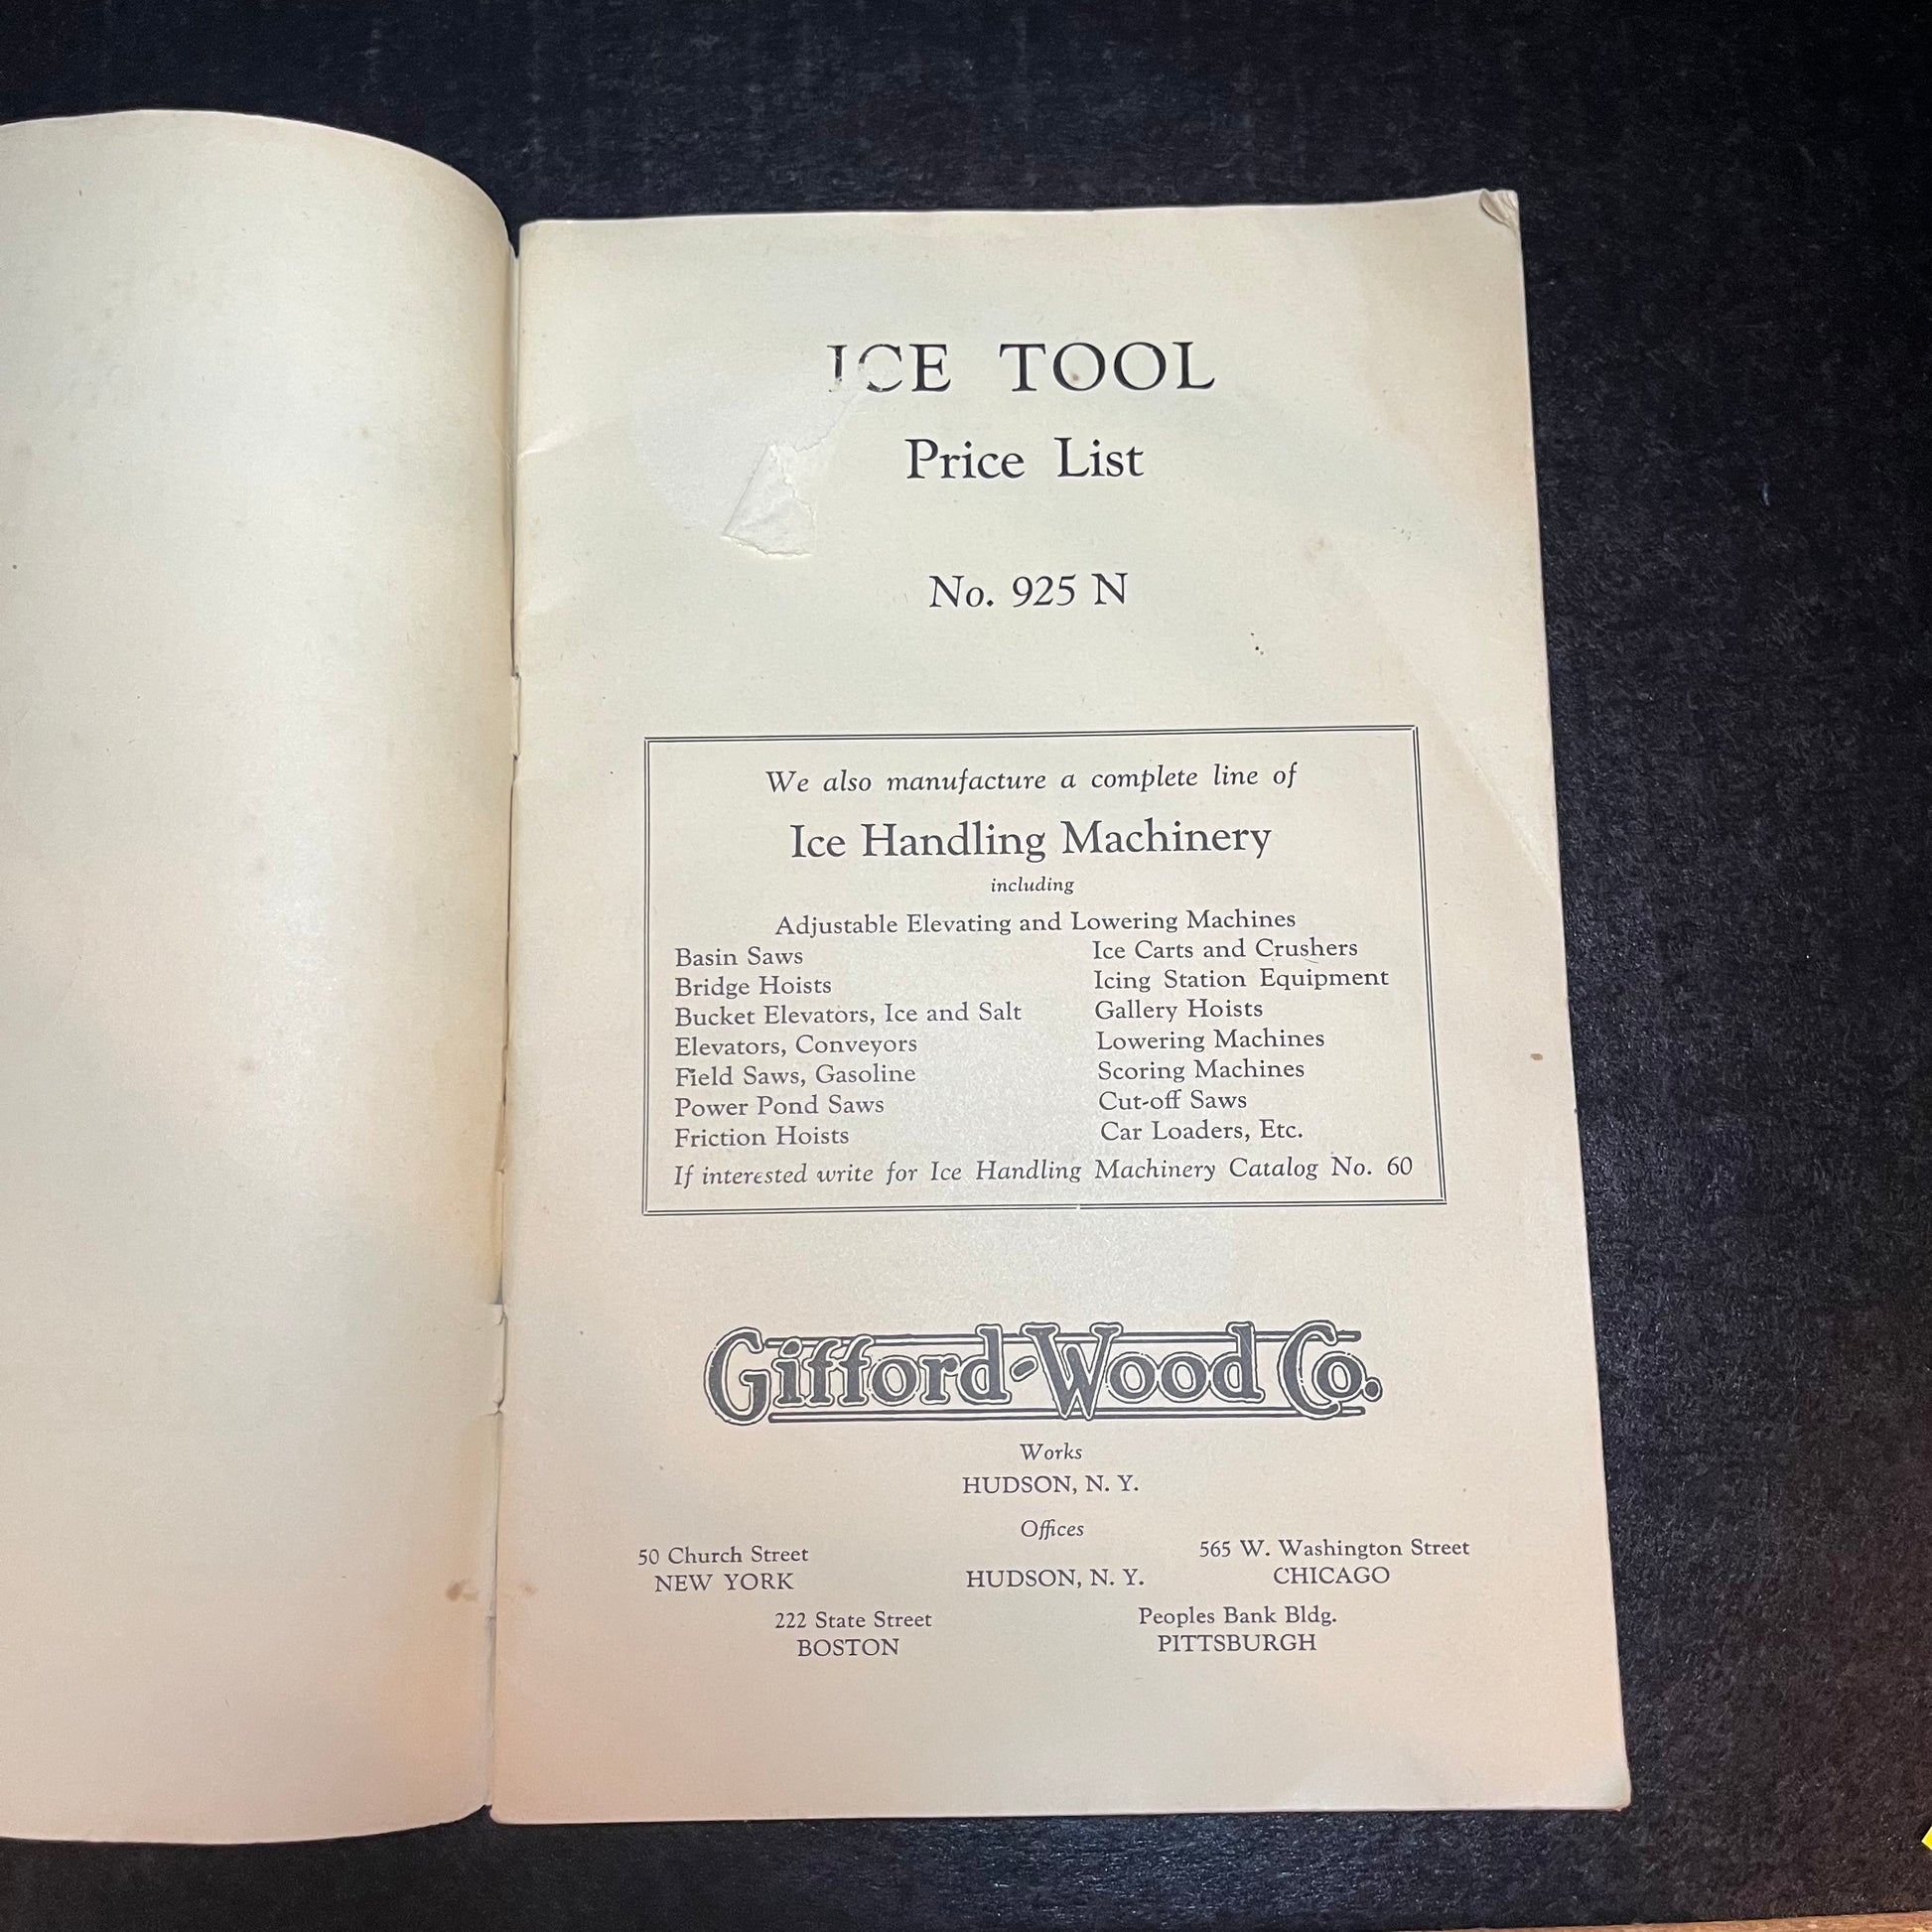 ICE TOOL
Price List
No. 925 N
We also manufacture a complete line of
Ice Handling Machinery
including
Adjustable Elevating and Lowering Machines
Basin Saws
Bridge Hoists
Bucket Elevators, Ice and Salt
Elevators, Conveyors
Field Saws, Gasoline
Power Pond Saws
Friction Hoists
Ice Carts and Crushers
Icing Station Equipment
Gallery Hoists
Lowering Machines
Scoring Machines
Cut-off Saws
Car Loaders, Etc.
If interested write for Ice Handling Machinery Catalog No. 60
Gifford-Wood Co.
Works
HUDSON, N. Y.
Offices
50 Church Street
NEW YORK
HUDSON, N. Y.
565 W. Washington Street
CHICAGO
222 State Street
BOSTON
Peoples Bank Bldg.
PITTSBURGH